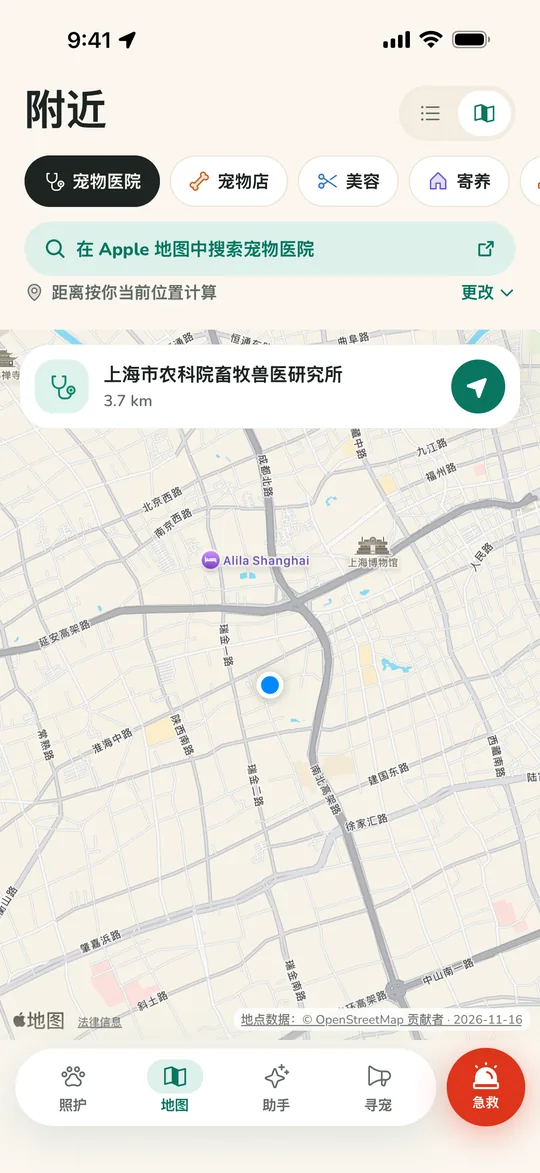 9:41
附近
宠物医院
宠物店
美容
寄养
在 Apple 地图中搜索宠物医院
距离按你当前位置计算
更改
恒通东路
曲阜路
上海市农科院畜牧兽医研究所
3.7 km
成都北路
九江路
福州路
北京西路
南京西路
Alila Shanghai
上海博物馆
人民路
延安高架路
瑞金一路
淮海中路
陕西南路
常熟路
西藏南路
瑞金二路
南北高架路
建国东路
徐家汇路
肇嘉浜路
瑞金南路
中山南一路
斜土路
地图
法律信息
地点数据：© OpenStreetMap 贡献者 · 2026-11-16
照护
地图
助手
寻宠
急救